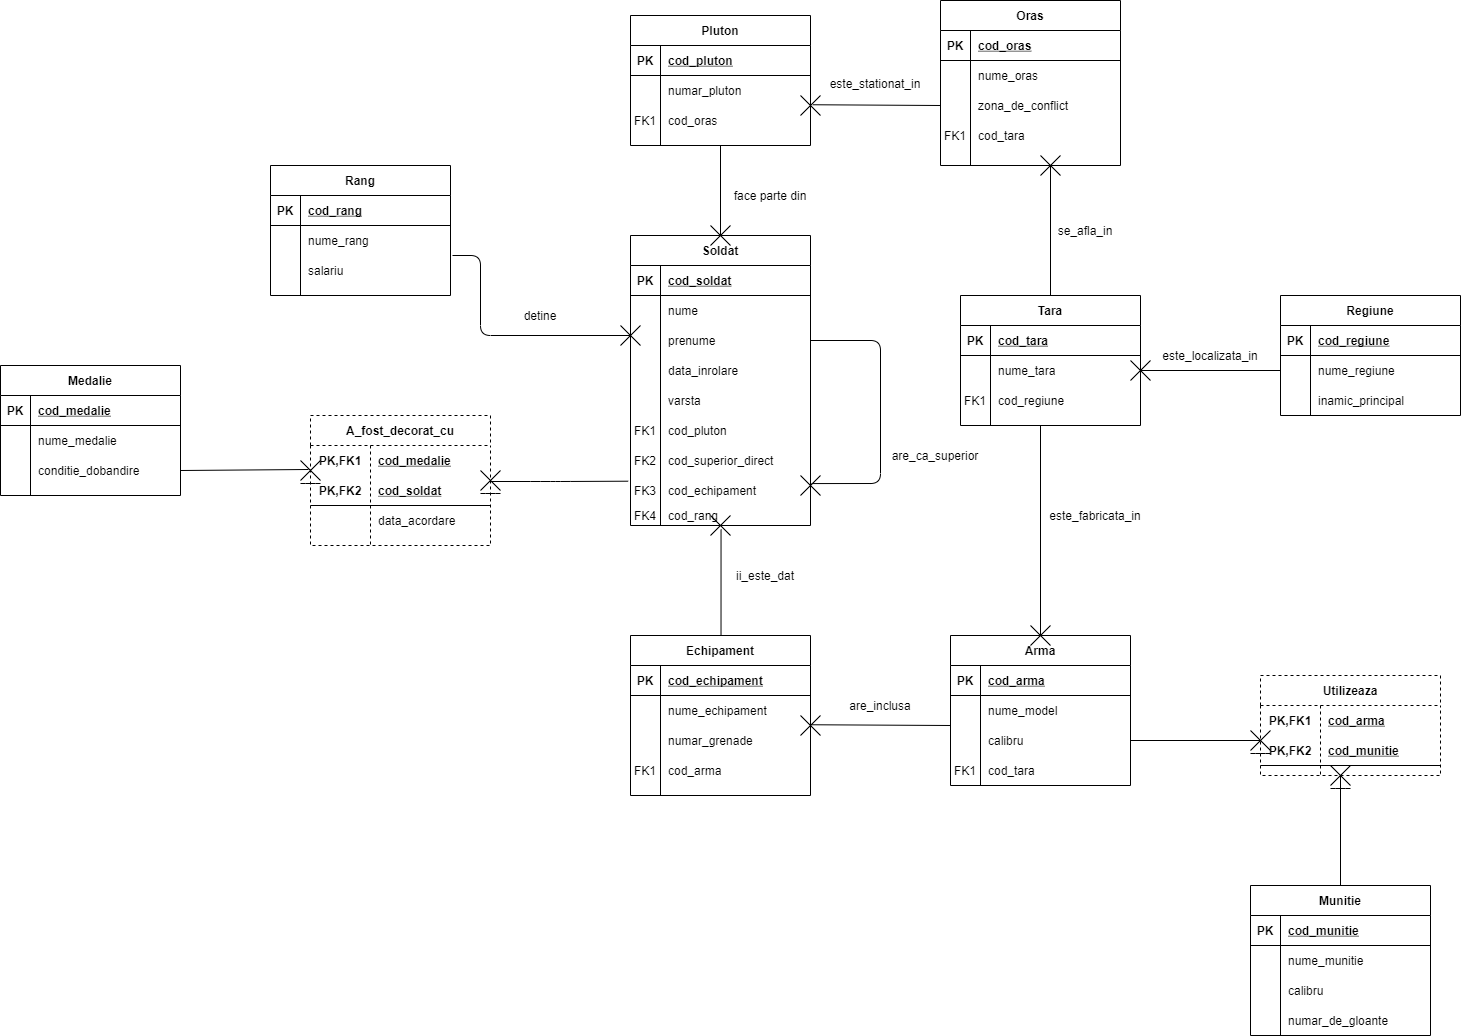 Oras
PK cod_oras
nume_oras
zona_de_conflict
FK1 cod_tara
Pluton
PK cod_pluton
numar_pluton
FK1 cod_oras
este_stationat_in
face parte din
Rang
PK cod_rang
nume_rang
salariu
detine
se_afla_in
Soldat
PK cod_soldat
nume
prenume
data_inrolare
varsta
FK1 cod_pluton
FK2 cod_superior_direct
FK3 cod_echipament
FK4 cod_rang
are_ca_superior
Tara
PK cod_tara
nume_tara
FK1 cod_regiune
este_localizata_in
Regiune
PK cod_regiune
nume_regiune
inamic_principal
Medalie
PK cod_medalie
nume_medalie
conditie_dobandire
A_fost_decorat_cu
PK,FK1 cod_medalie
PK,FK2 cod_soldat
data_acordare
este_fabricata_in
ii_este_dat
Echipament
PK cod_echipament
nume_echipament
numar_grenade
FK1 cod_arma
are_inclusa
Arma
PK cod_arma
nume_model
calibru
FK1 cod_tara
Utilizeaza
PK,FK1 cod_arma
PK,FK2 cod_munitie
Munitie
PK cod_munitie
nume_munitie
calibru
numar_de_gloante